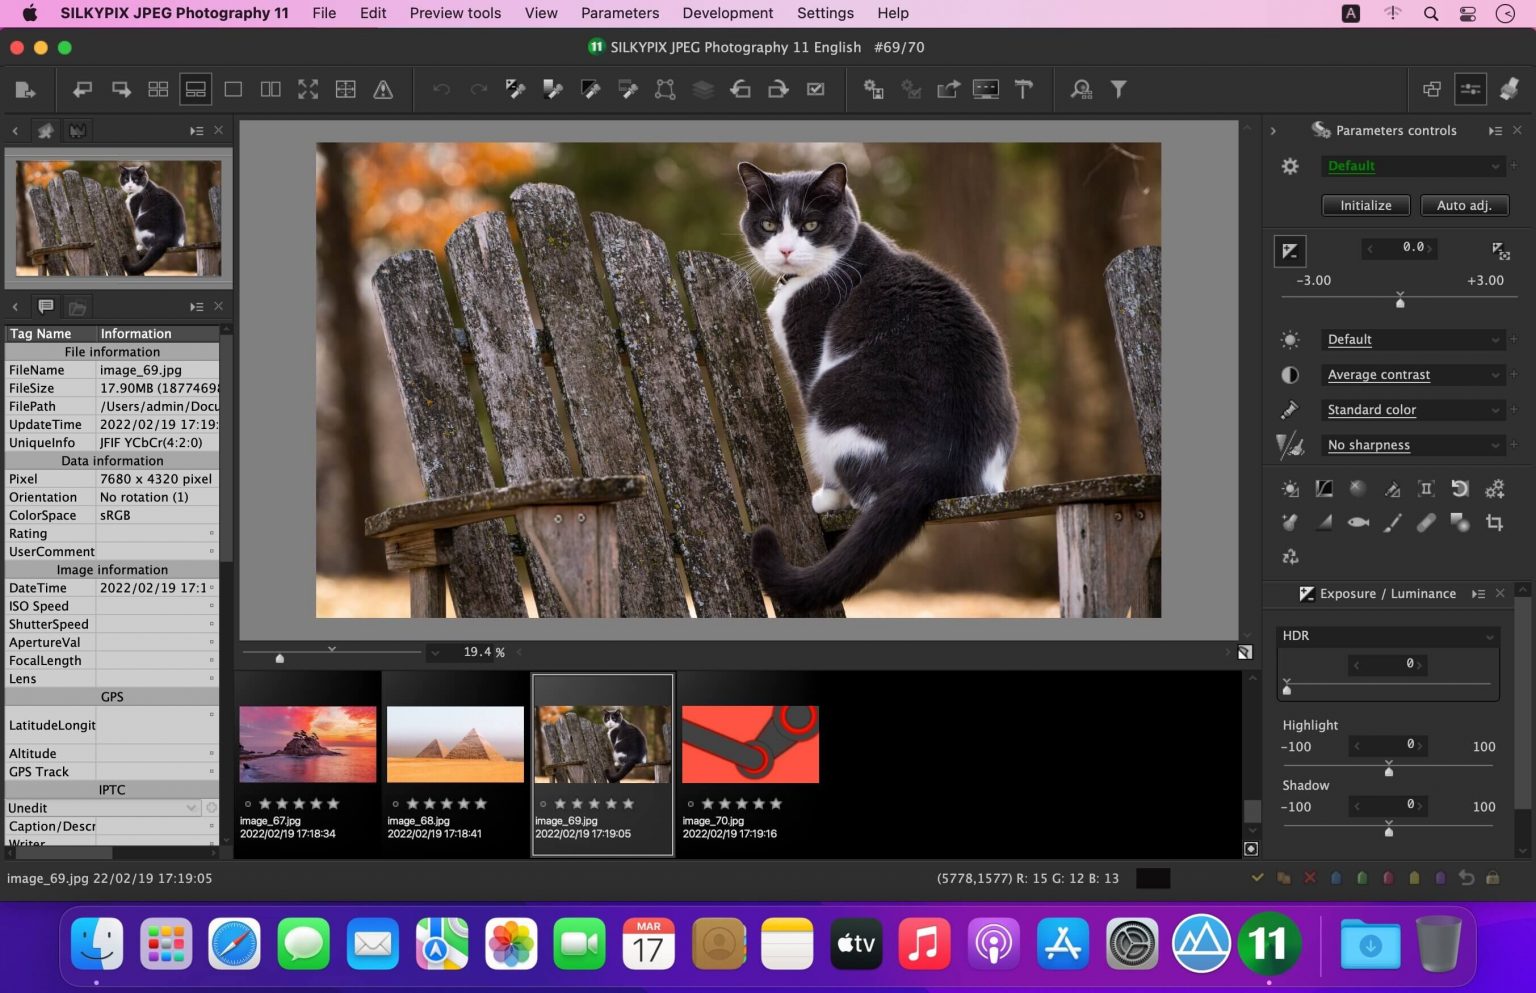 SILKYPIX JPEG Photography 11 File Edit Preview tools View Parameters Development Settings Help A
11 SILKYPIX JPEG Photography 11 English #69/70
Parameters controls
Default
Initialize Auto adj.
0.0
-3.00 +3.00
Default
Average contrast
Standard color
No sharpness
Tag Name Information
File information
FileName image_69.jpg
FileSize 17.90MB (1877469
FilePath /Users/admin/Docu
UpdateTime 2022/02/19 17:19:
UniqueInfo JFIF YCbCr(4:2:0)
Data information
Pixel 7680 x 4320 pixel
Orientation No rotation (1)
ColorSpace sRGB
Rating
UserComment
Image information
DateTime 2022/02/19 17:1
ISO Speed
ShutterSpeed
ApertureVal
FocalLength
Lens
GPS
LatitudeLongit
Altitude
GPS Track
IPTC
Unedit
Caption/Descr
Writer
19.4 %
Exposure / Luminance
HDR
0
Highlight
-100 0 100
Shadow
-100 0 100
image_67.jpg
2022/02/19 17:18:34
image_68.jpg
2022/02/19 17:18:41
image_69.jpg
2022/02/19 17:19:05
image_70.jpg
2022/02/19 17:19:16
image_69.jpg 22/02/19 17:19:05
(5778,1577) R: 15 G: 12 B: 13
MAR
17
tv
11